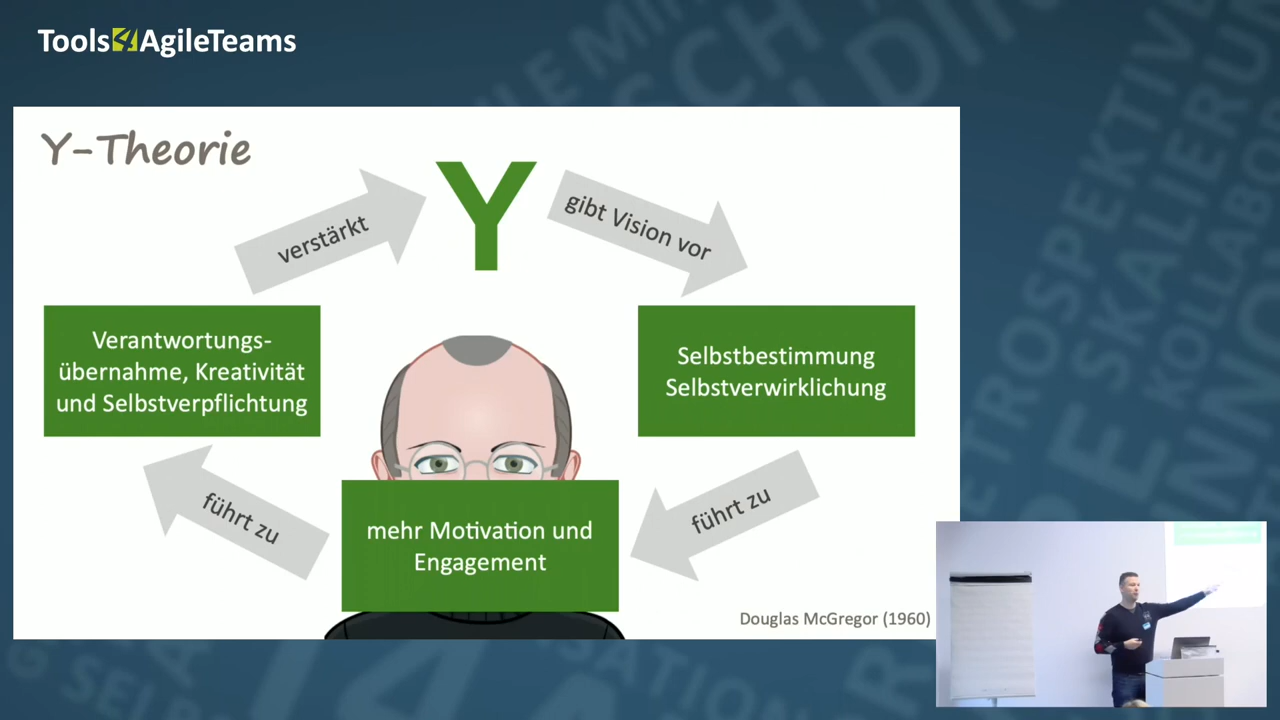 Tools4AgileTeams
Y-Theorie
Y
verstärkt
gibt Vision vor
Verantwortungs-
übernahme, Kreativität
und Selbstverpflichtung
Selbstbestimmung
Selbstverwirklichung
führt zu
führt zu
mehr Motivation und
Engagement
Douglas McGregor (1960)